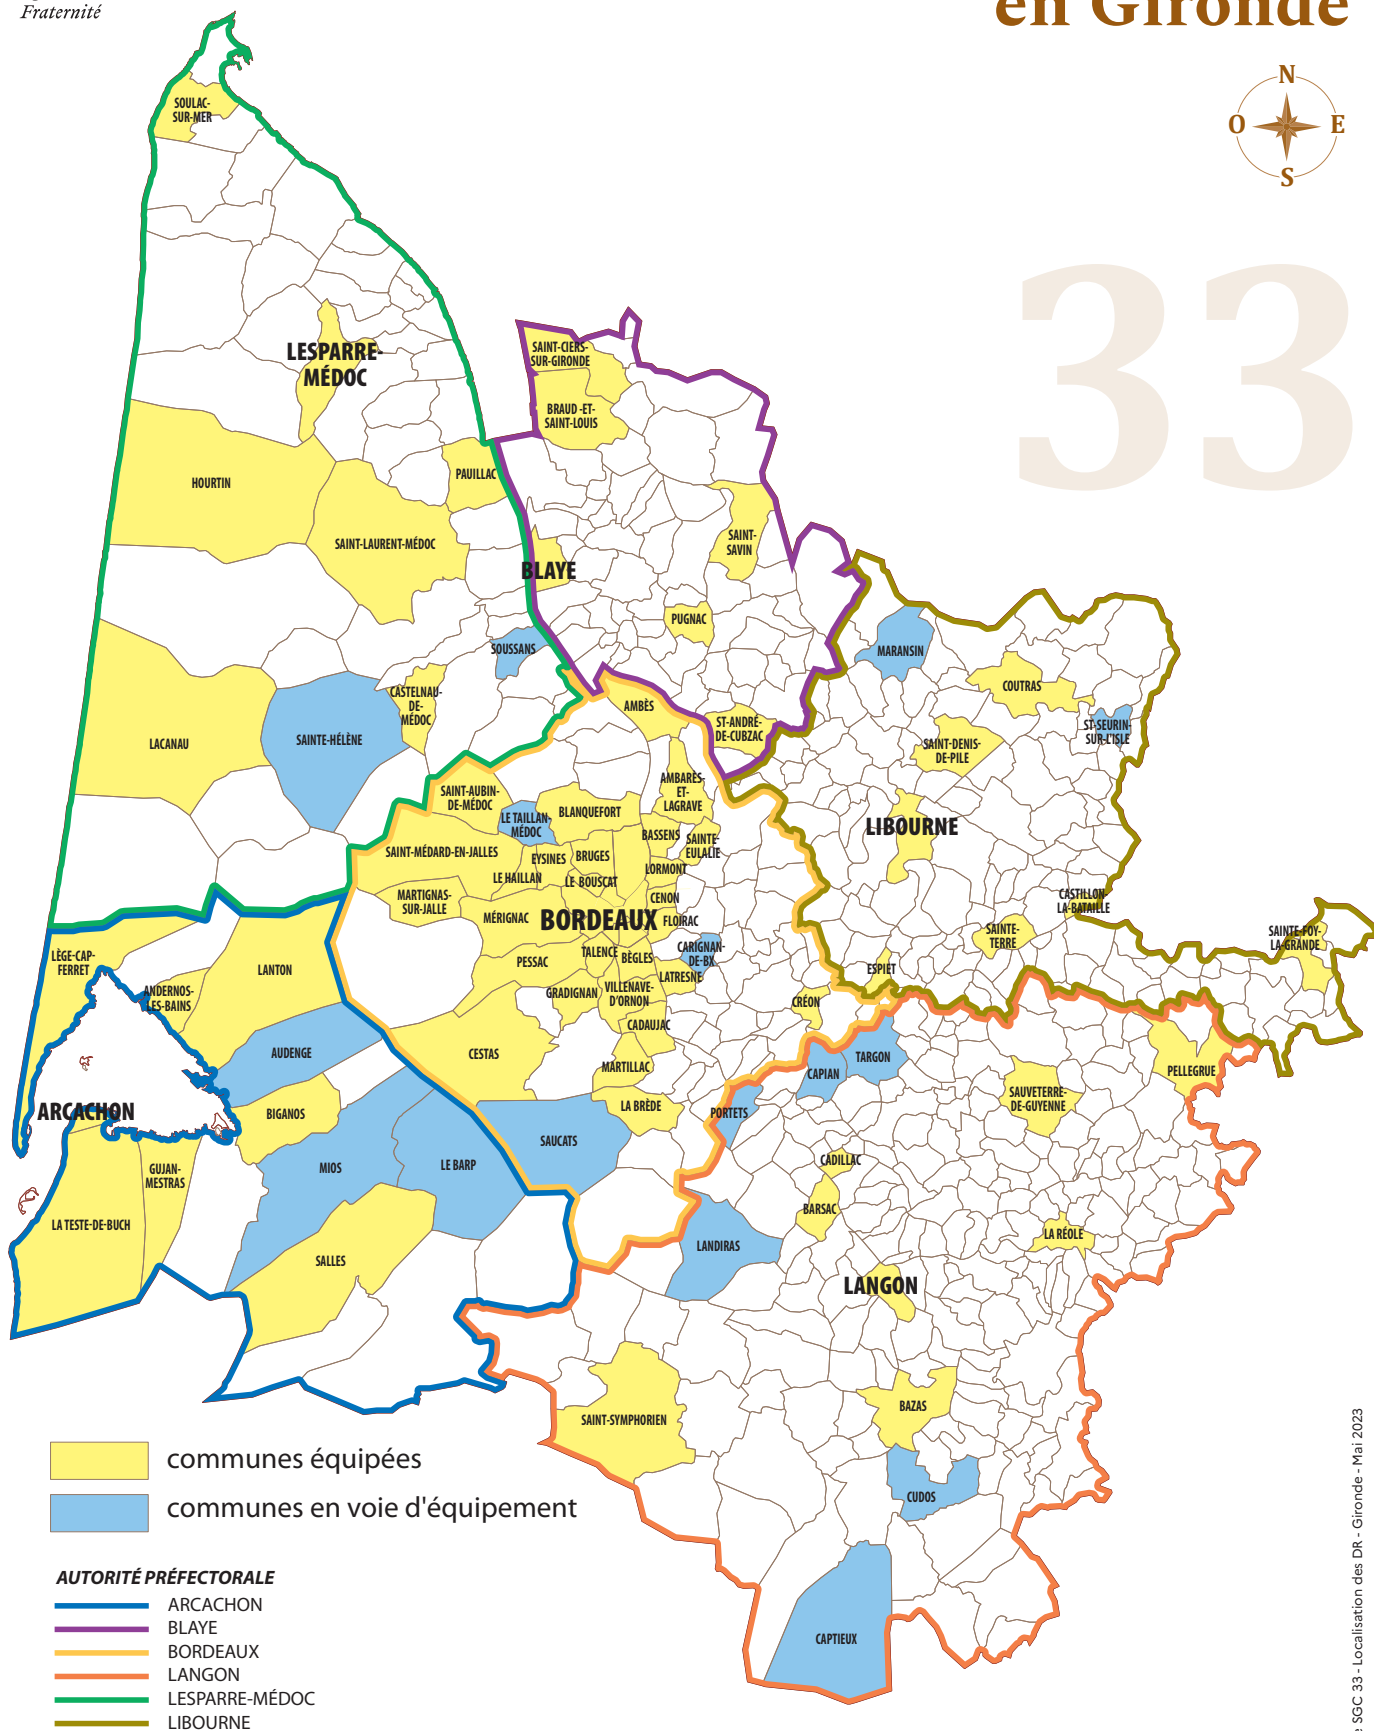 Fraternité
en Gironde
N
O
E
S
33
SOULAC-
SUR-MER
LESPARRE-
MÉDOC
SAINT-CIERS-
SUR-GIRONDE
BRAUD -ET-
SAINT-LOUIS
HOURTIN
PAUILLAC
SAINT-LAURENT-MÉDOC
SAINT-
SAVIN
BLAYE
PUGNAC
SOUSSANS
MARANSIN
COUTRAS
CASTELNAU-
DE-
MÉDOC
AMBÈS
ST-ANDRÉ-
DE-CUBZAC
ST-SEURIN-
SUR-L'ISLE
LACANAU
SAINTE-HÉLÈNE
SAINT-DENIS-
DE-PILE
SAINT-AUBIN-
DE-MÉDOC
AMBARÈS-
ET-
LAGRAVE
LE TAILLAN-
MÉDOC
BLANQUEFORT
LIBOURNE
BASSENS
SAINTE-
EULALIE
SAINT-MÉDARD-EN-JALLES
EYSINES
BRUGES
LE HAILLAN
LE BOUSCAT
LORMONT
MARTIGNAS-
SUR-JALLE
CENON
CASTILLON-
LA-BATAILLE
MÉRIGNAC
BORDEAUX
FLOIRAC
SAINTE-
TERRE
SAINTE-FOY-
LA-GRANDE
LÈGE-CAP-
FERRET
LANTON
PESSAC
TALENCE
BÈGLES
CARIGNAN-
DE-BX
LATRESNE
ESPIET
ANDERNOS-
LES-BAINS
GRADIGNAN
VILLENAVE-
D'ORNON
CRÉON
CADAUJAC
AUDENGE
CESTAS
MARTILLAC
CAPIAN
TARGON
PELLEGRUE
ARCACHON
BIGANOS
LA BRÈDE
PORTETS
SAUVETERRE-
DE-GUYENNE
SAUCATS
MIOS
LE BARP
CADILLAC
GUJAN-
MESTRAS
LA TESTE-DE-BUCH
BARSAC
SALLES
LANDIRAS
LA RÉOLE
LANGON
SAINT-SYMPHORIEN
BAZAS
CUDOS
CAPTIEUX
communes équipées
communes en voie d'équipement
AUTORITÉ PRÉFECTORALE
ARCACHON
BLAYE
BORDEAUX
LANGON
LESPARRE-MÉDOC
LIBOURNE
SGC 33 - Localisation des DR - Gironde - Mai 2023